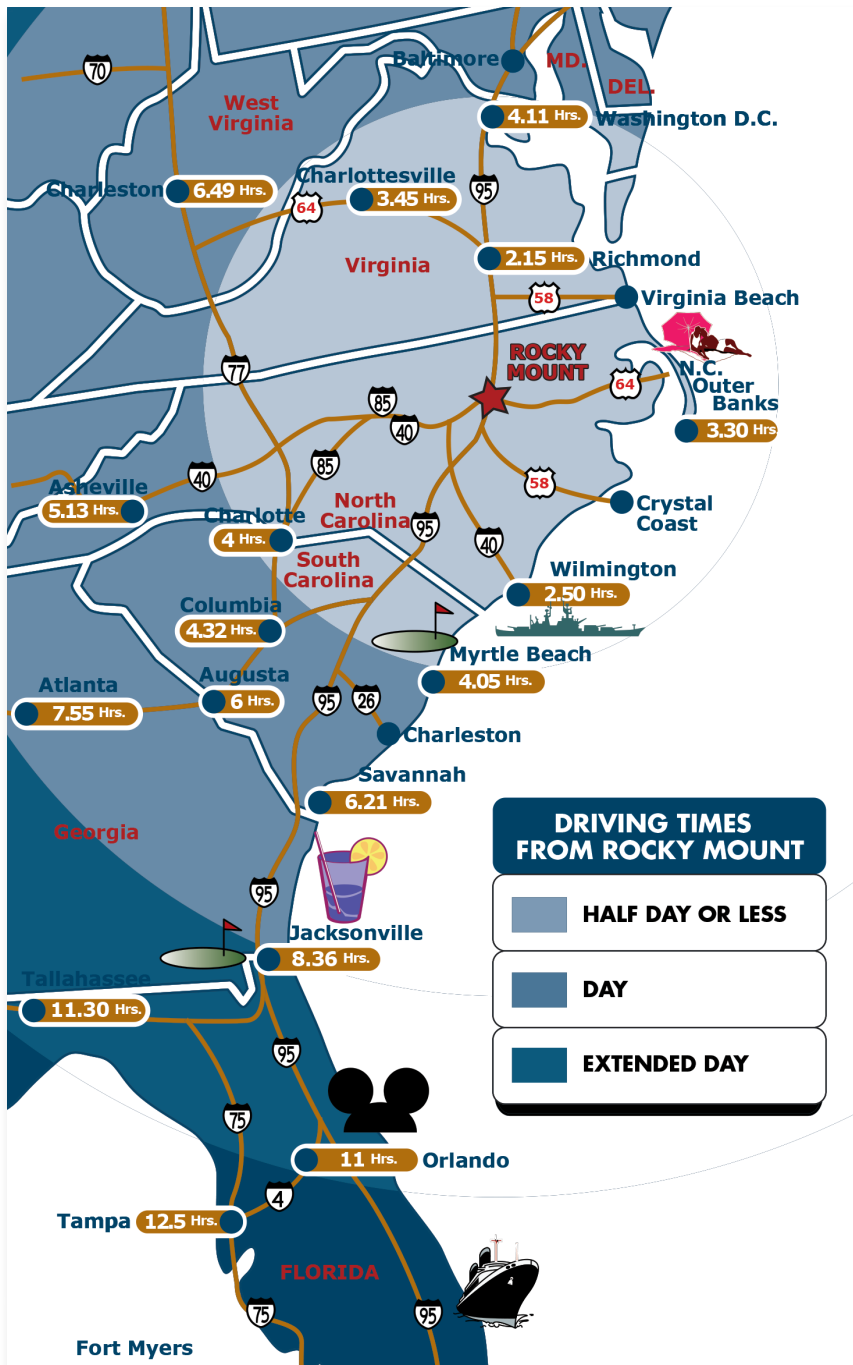 Baltimore
MD.
70
DEL.
West
Virginia
4.11 Hrs.
Washington D.C.
Charlottesville
Charleston
6.49 Hrs.
95
3.45 Hrs.
64
Virginia
2.15 Hrs.
Richmond
58
Virginia Beach
ROCKY
MOUNT
77
N.C.
Outer
Banks
64
85
40
3.30 Hrs.
85
40
Asheville
5.13 Hrs.
58
North
Carolina
Crystal
Coast
Charlotte
4 Hrs.
95
40
South
Carolina
Wilmington
2.50 Hrs.
Columbia
4.32 Hrs.
Myrtle Beach
4.05 Hrs.
Atlanta
7.55 Hrs.
Augusta
6 Hrs.
95
26
Charleston
Savannah
6.21 Hrs.
Georgia
DRIVING TIMES
FROM ROCKY MOUNT
HALF DAY OR LESS
DAY
EXTENDED DAY
95
Jacksonville
8.36 Hrs.
Tallahassee
11.30 Hrs.
95
75
11 Hrs.
Orlando
4
Tampa
12.5 Hrs.
FLORIDA
75
95
Fort Myers